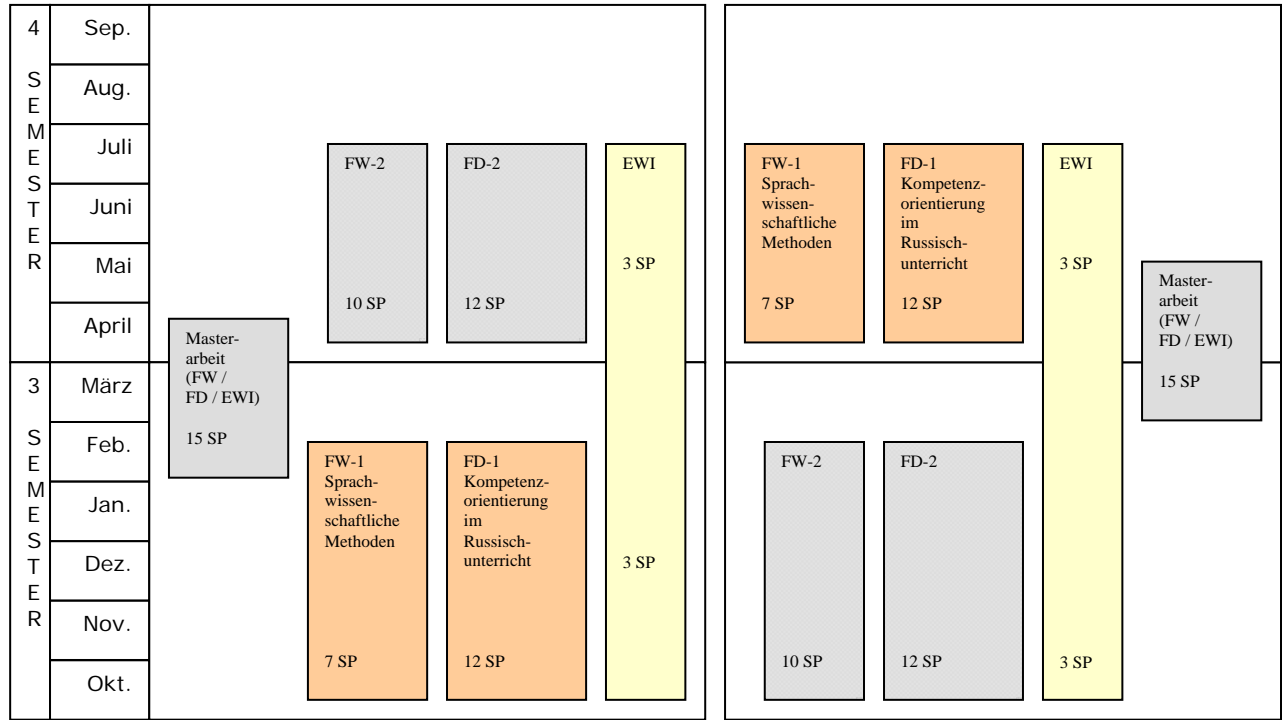 4
S
E
M
E
S
T
E
R
Sep.
Aug.
Juli
Juni
Mai
April
3
S
E
M
E
S
T
E
R
März
Feb.
Jan.
Dez.
Nov.
Okt.
Master-
arbeit
(FW /
FD / EWI)
15 SP
FW-2
10 SP
FD-2
12 SP
EWI
3 SP
3 SP
FW-1
Sprach-
wissen-
schaftliche
Methoden
7 SP
FD-1
Kompetenz-
orientierung
im
Russisch-
unterricht
12 SP
FW-1
Sprach-
wissen-
schaftliche
Methoden
7 SP
FD-1
Kompetenz-
orientierung
im
Russisch-
unterricht
12 SP
EWI
3 SP
3 SP
Master-
arbeit
(FW /
FD / EWI)
15 SP
FW-2
10 SP
FD-2
12 SP